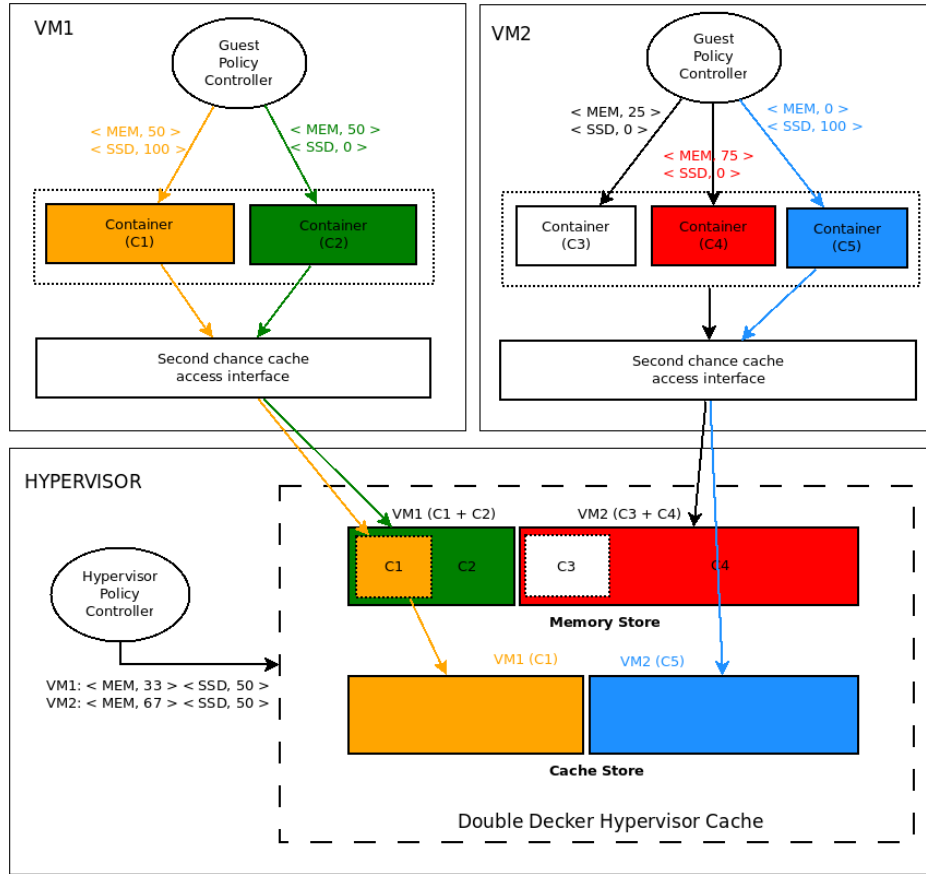 VM1
Guest
Policy
Controller
< MEM, 50 >
< SSD, 100 >
< MEM, 50 >
< SSD, 0 >
Container
(C1)
Container
(C2)
Second chance cache
access interface
VM2
Guest
Policy
Controller
< MEM, 25 >
< SSD, 0 >
< MEM, 75 >
< SSD, 0 >
< MEM, 0 >
< SSD, 100 >
Container
(C3)
Container
(C4)
Container
(C5)
Second chance cache
access interface
HYPERVISOR
Hypervisor
Policy
Controller
VM1: < MEM, 33 > < SSD, 50 >
VM2: < MEM, 67 > < SSD, 50 >
VM1 (C1 + C2)
VM2 (C3 + C4)
C1
C2
C3
C4
Memory Store
VM1 (C1)
VM2 (C5)
Cache Store
Double Decker Hypervisor Cache